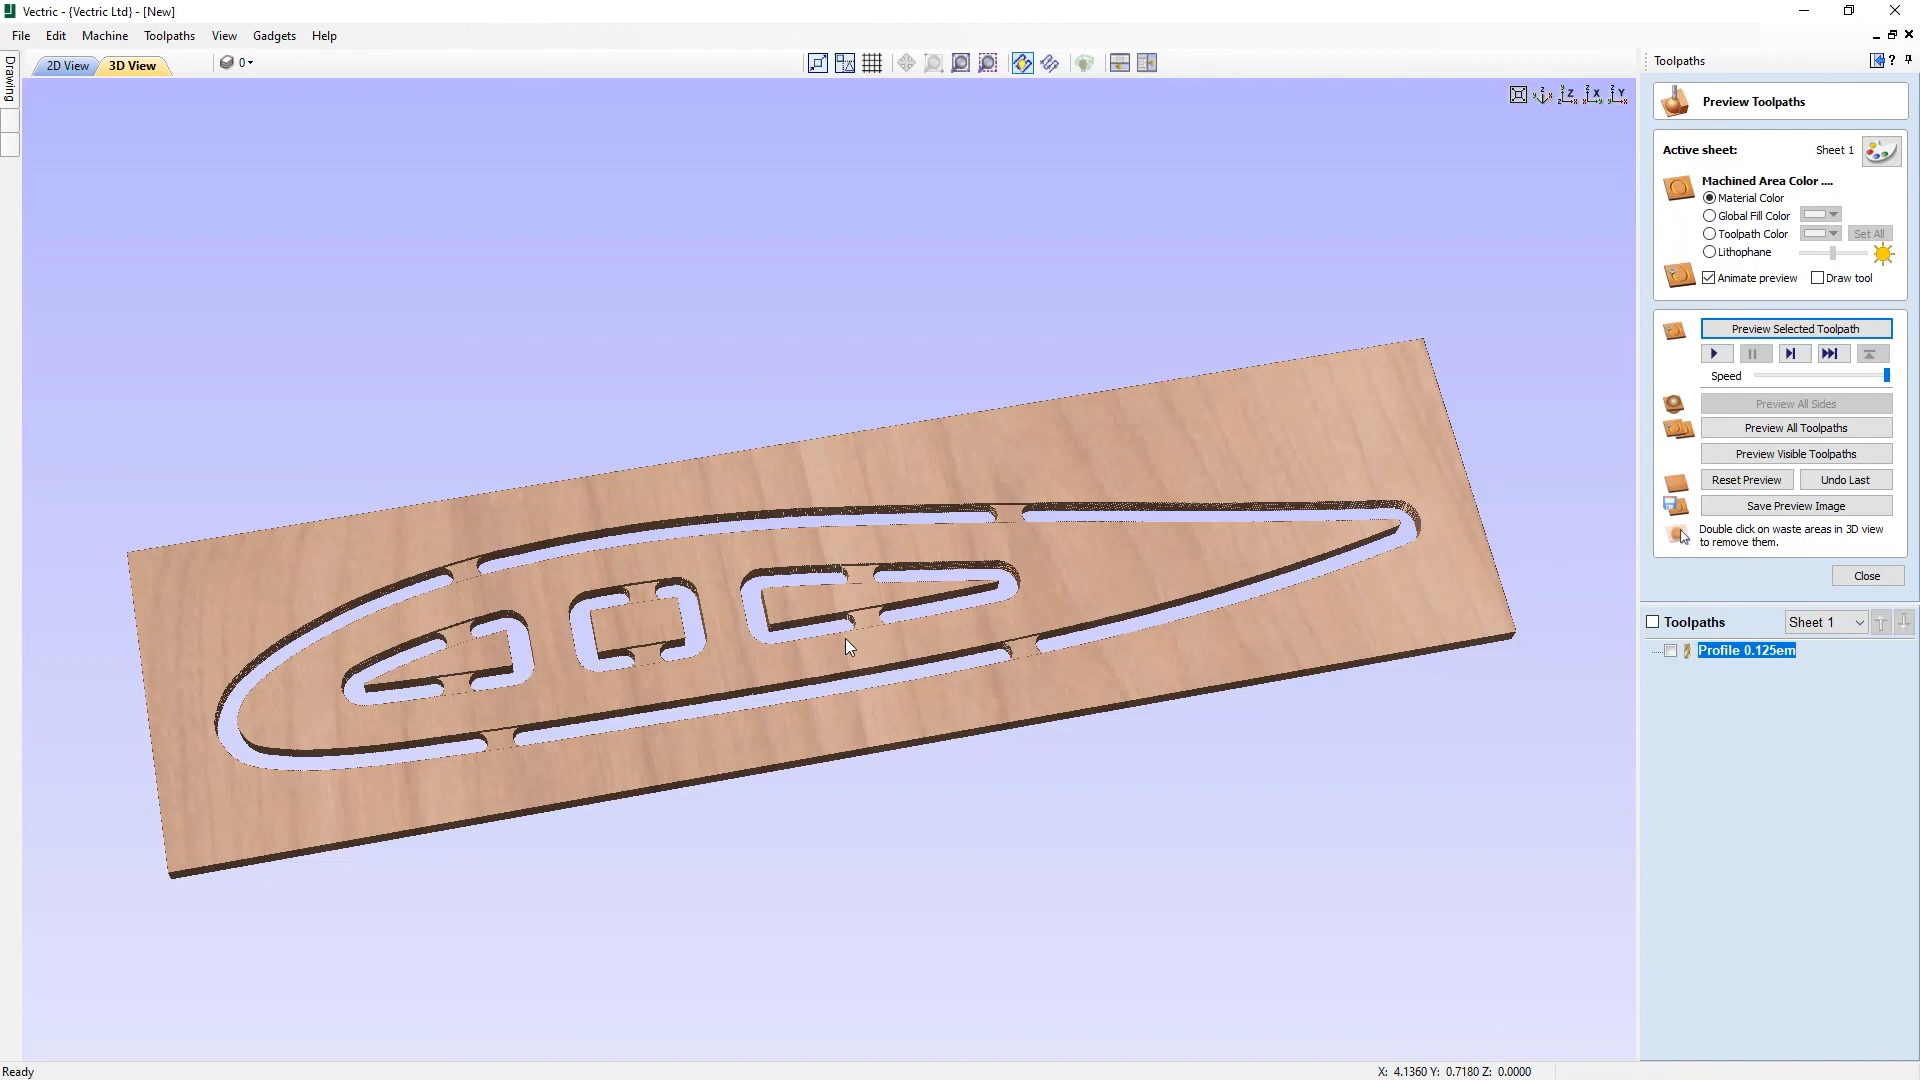 Vectric - {Vectric Ltd} - [New]
File Edit Machine Toolpaths View Gadgets Help
Drawing
2D View 3D View 0
Z X Y
Toolpaths
Preview Toolpaths
Active sheet: Sheet 1
Machined Area Color ....
Material Color
Global Fill Color
Toolpath Color Set All
Lithophane
Animate preview Draw tool
Preview Selected Toolpath
Speed
Preview All Sides
Preview All Toolpaths
Preview Visible Toolpaths
Reset Preview Undo Last
Save Preview Image
Double click on waste areas in 3D view
to remove them.
Close
Toolpaths Sheet 1
Profile 0.125em
Ready
X: 4.1360 Y: 0.7180 Z: 0.0000